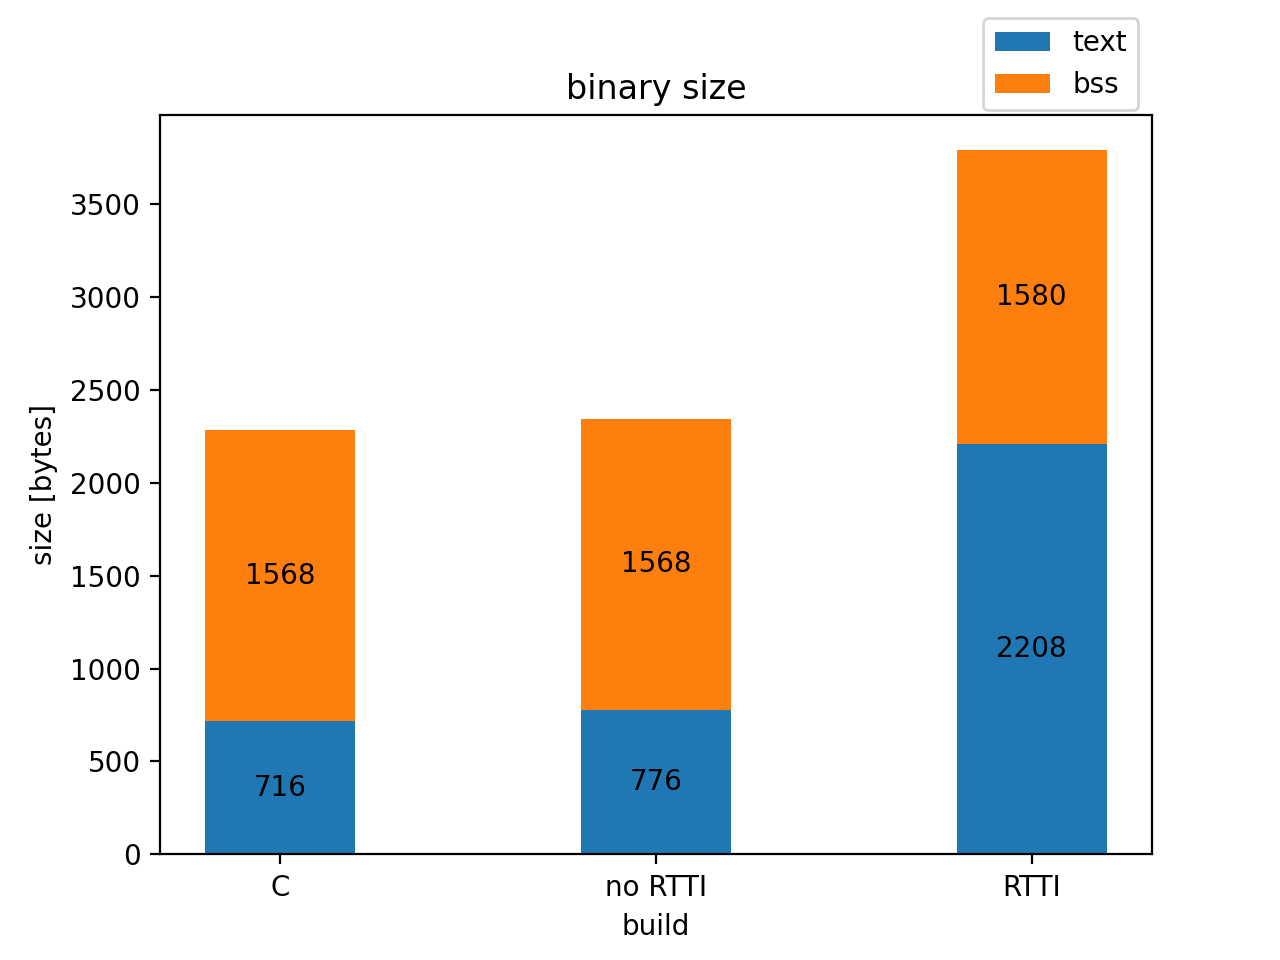 text
bss
binary size
size [bytes]
3500
3000
2500
2000
1500
1000
500
0
1568
716
1568
776
1580
2208
C
no RTTI
RTTI
build